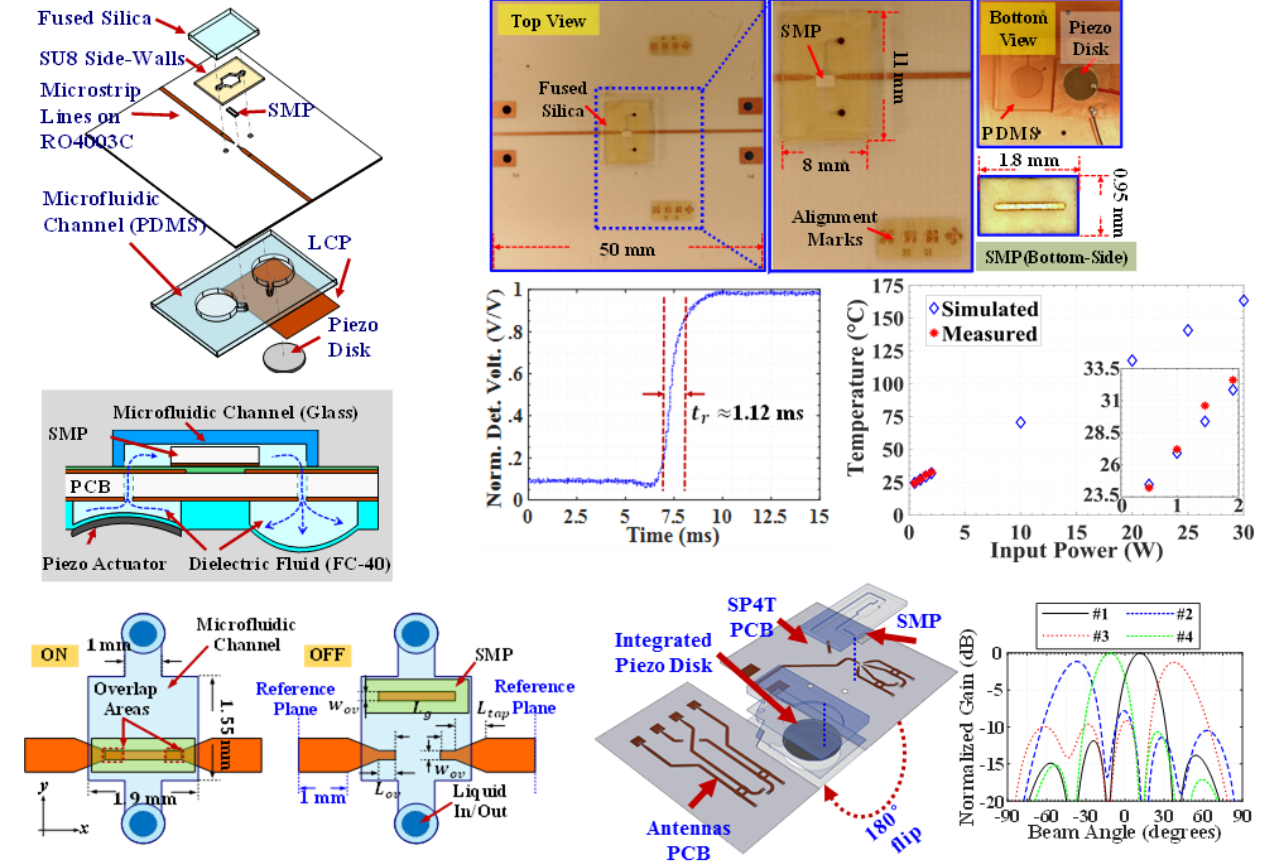 Fused Silica
SU8 Side-Walls
Microstrip
Lines on
RO4003C
SMP
Microfluidic
Channel (PDMS)
LCP
Piezo
Disk
Top View
Fused
Silica
50 mm
SMP
11 mm
8 mm
Alignment
Marks
Bottom
View
Piezo
Disk
PDMS
1.8 mm
0.95 mm
SMP(Bottom-Side)
Microfluidic Channel (Glass)
SMP
PCB
Piezo Actuator
Dielectric Fluid (FC-40)
Norm. Det. Volt. (V/V)
1
.8
.6
.4
.2
0
tr ≈1.12 ms
0 2.5 5 7.5 10 12.5 15
Time (ms)
Temperature (°C)
175
150
125
100
75
50
25
0
Simulated
Measured
33.5
31
28.5
26
23.5
0 1 2
0 5 10 15 20 25 30
Input Power (W)
ON
1 mm
Microfluidic
Channel
Overlap
Areas
1.55 mm
1.9 mm
y
x
OFF
SMP
Reference
Plane
Reference
Plane
wov
Lg
Ltap
wov
Lov
1 mm
Liquid
In/Out
SP4T
PCB
SMP
Integrated
Piezo Disk
Antennas
PCB
180°
flip
#1 #2
#3 #4
Normalized Gain (dB)
0
-5
-10
-15
-20
-90 -60 -30 0 30 60 90
Beam Angle (degrees)